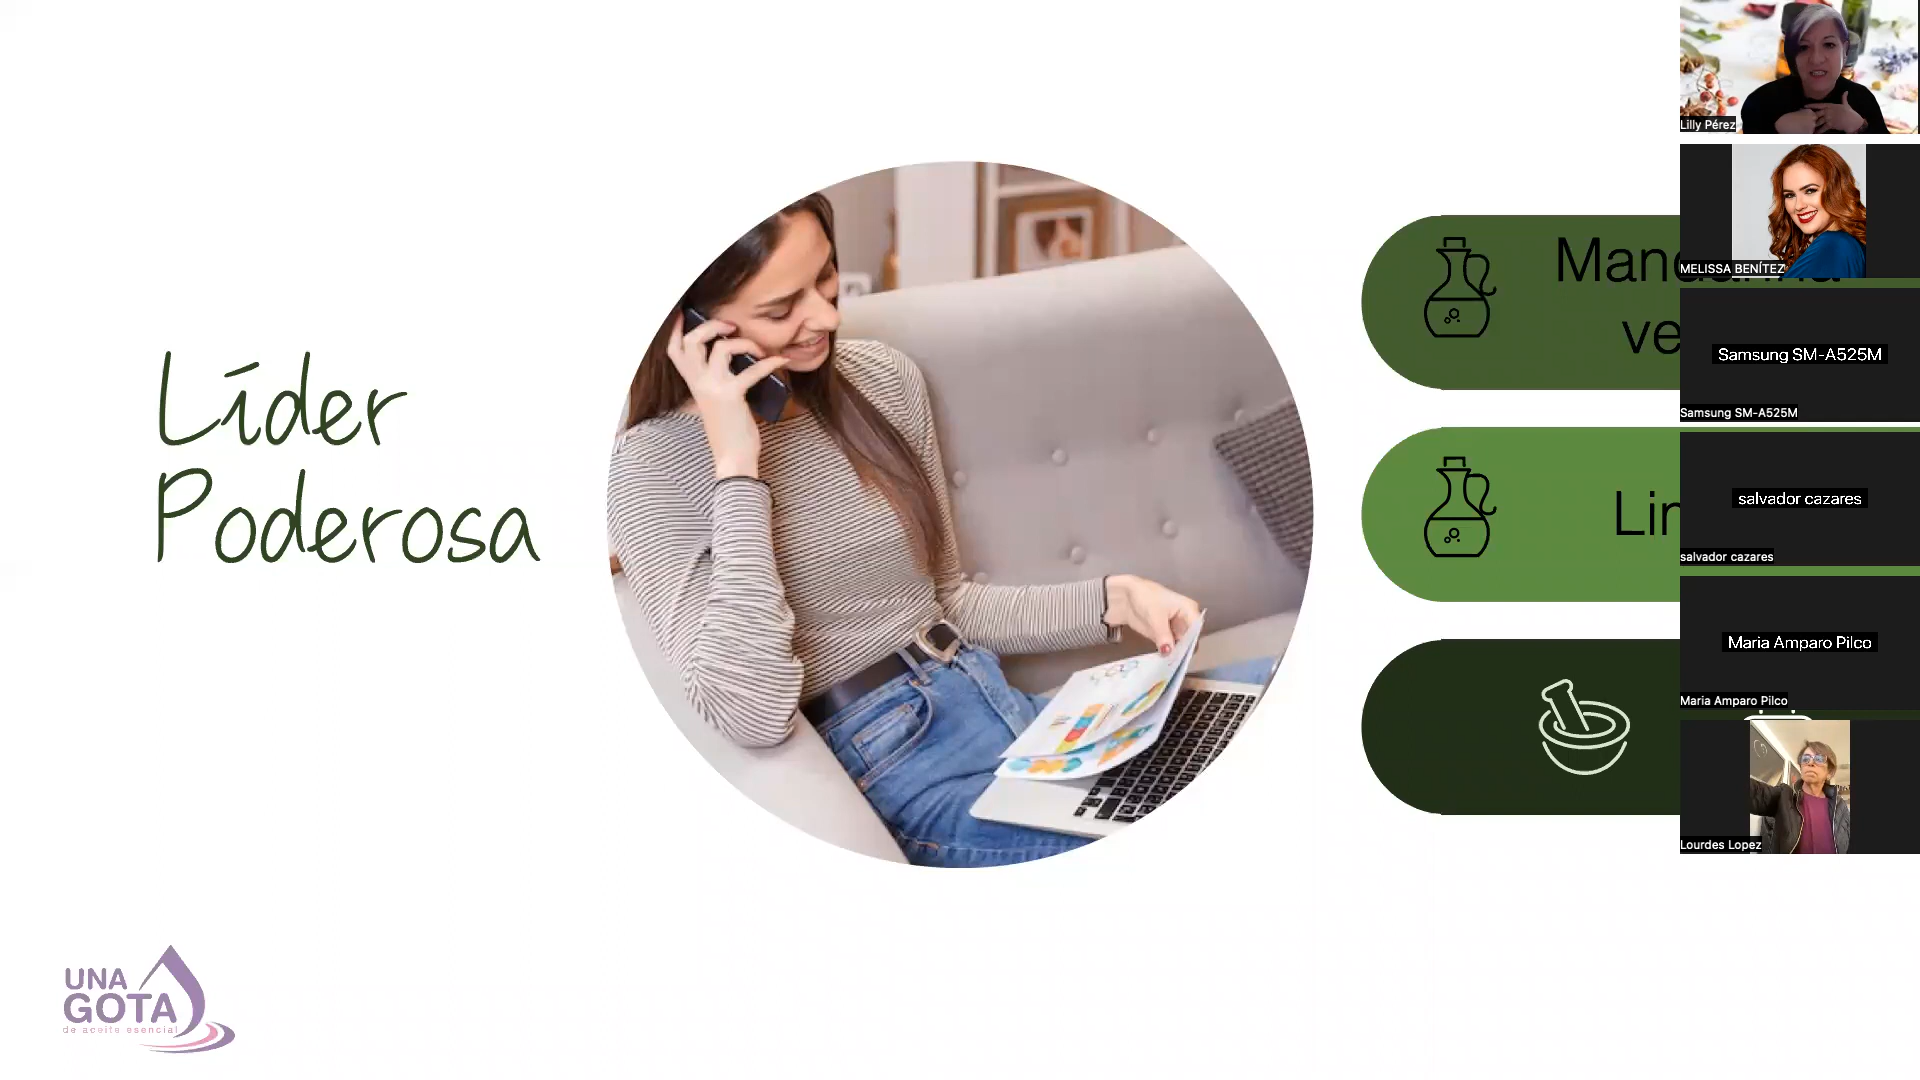 Líder
Poderosa
UNA
GOTA
de aceite esencial
Lilly Pérez
MELISSA BENÍTEZ
Samsung SM-A525M
Samsung SM-A525M
salvador cazares
salvador cazares
Maria Amparo Pilco
Maria Amparo Pilco
Lourdes Lopez